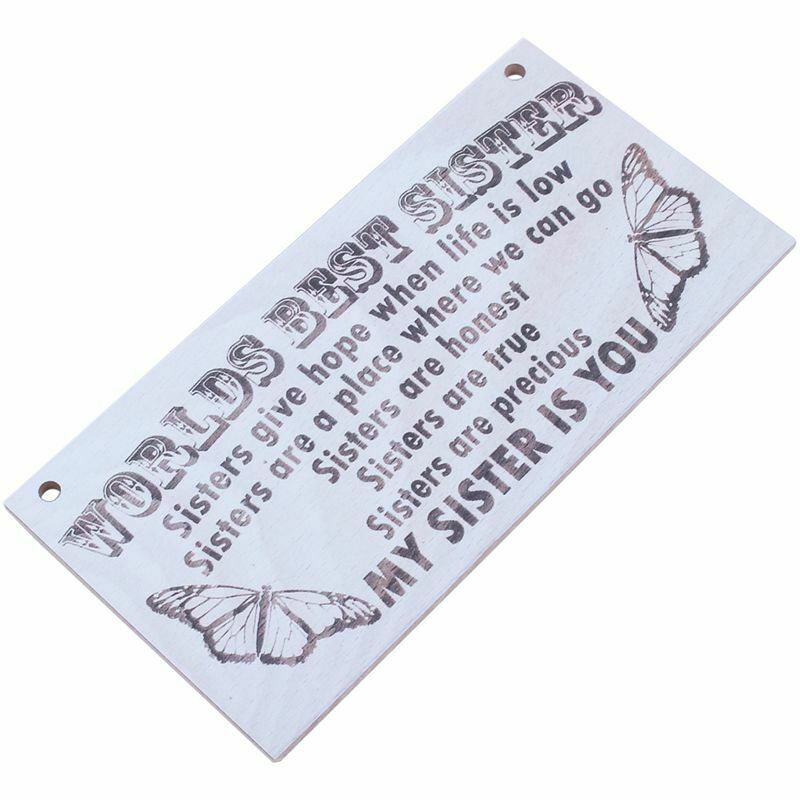 WORLDS BEST SISTER
Sisters give hope when life is low
Sisters are a place where we can go
Sisters are honest
Sisters are true
Sisters are precious
MY SISTER IS YOU